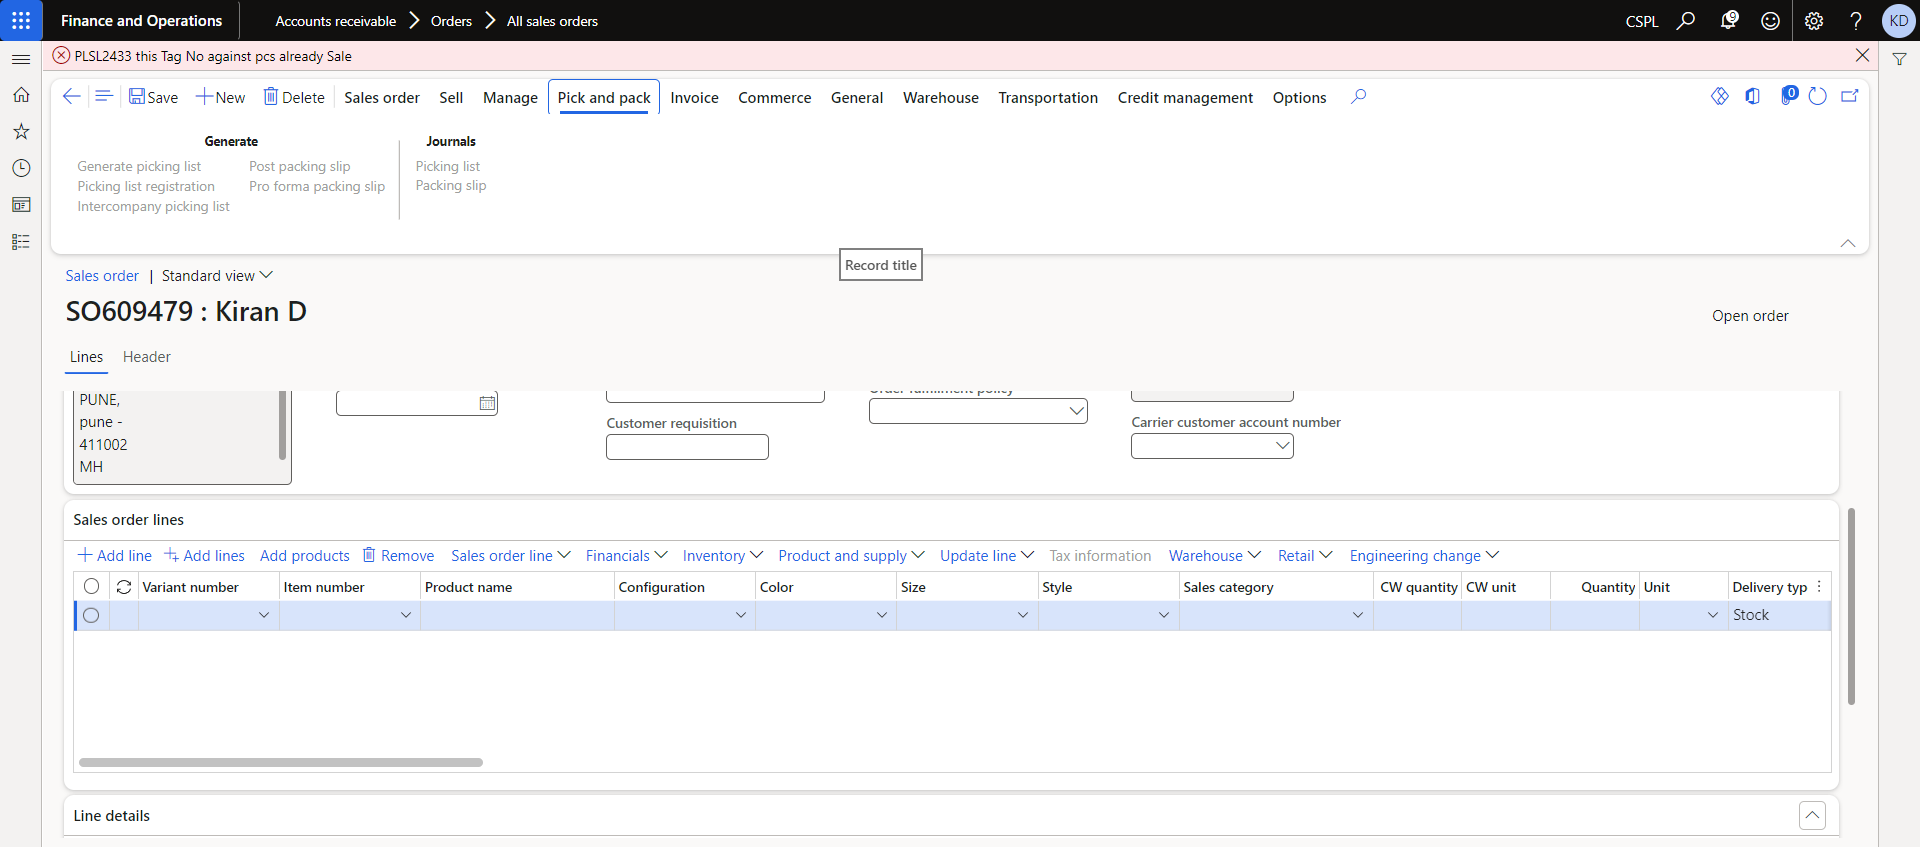 Finance and Operations
Accounts receivable > Orders > All sales orders
CSPL
9
?
KD
PLSL2433 this Tag No against pcs already Sale
Save
New
Delete
Sales order
Sell
Manage
Pick and pack
Invoice
Commerce
General
Warehouse
Transportation
Credit management
Options
0
Generate
Generate picking list
Picking list registration
Intercompany picking list
Post packing slip
Pro forma packing slip
Journals
Picking list
Packing slip
Record title
Sales order | Standard view
SO609479 : Kiran D
Open order
Lines
Header
PUNE,
pune -
411002
MH
Customer requisition
Order fulfillment policy
Carrier customer account number
Sales order lines
Add line
Add lines
Add products
Remove
Sales order line
Financials
Inventory
Product and supply
Update line
Tax information
Warehouse
Retail
Engineering change
Variant number
Item number
Product name
Configuration
Color
Size
Style
Sales category
CW quantity
CW unit
Quantity
Unit
Delivery typ
Stock
Line details